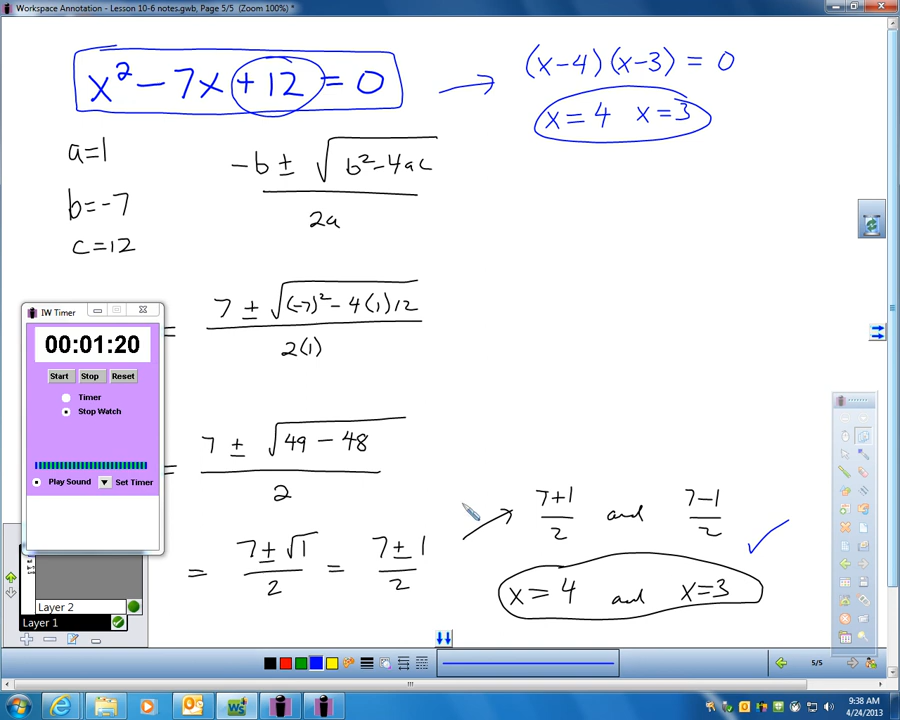 Workspace Annotation - Lesson 10-6 notes.gwb, Page 5/5 (Zoom 100%) *
x² − 7x + 12 = 0
(x−4)(x−3) = 0
x = 4 x = 3
a=1
b=−7
c=12
−b ± √b²−4ac
2a
= 7 ± √(−7)² − 4(1)12
2(1)
= 7 ± √49 − 48
2
= 7 ± √1 = 7 ± 1
2 2
7+1 and 7−1
2 2
x = 4 and x=3
IW Timer
00:01:20
Start Stop Reset
Timer
Stop Watch
Play Sound Set Timer
Layer 2
Layer 1
5/5
9:38 AM
4/24/2013